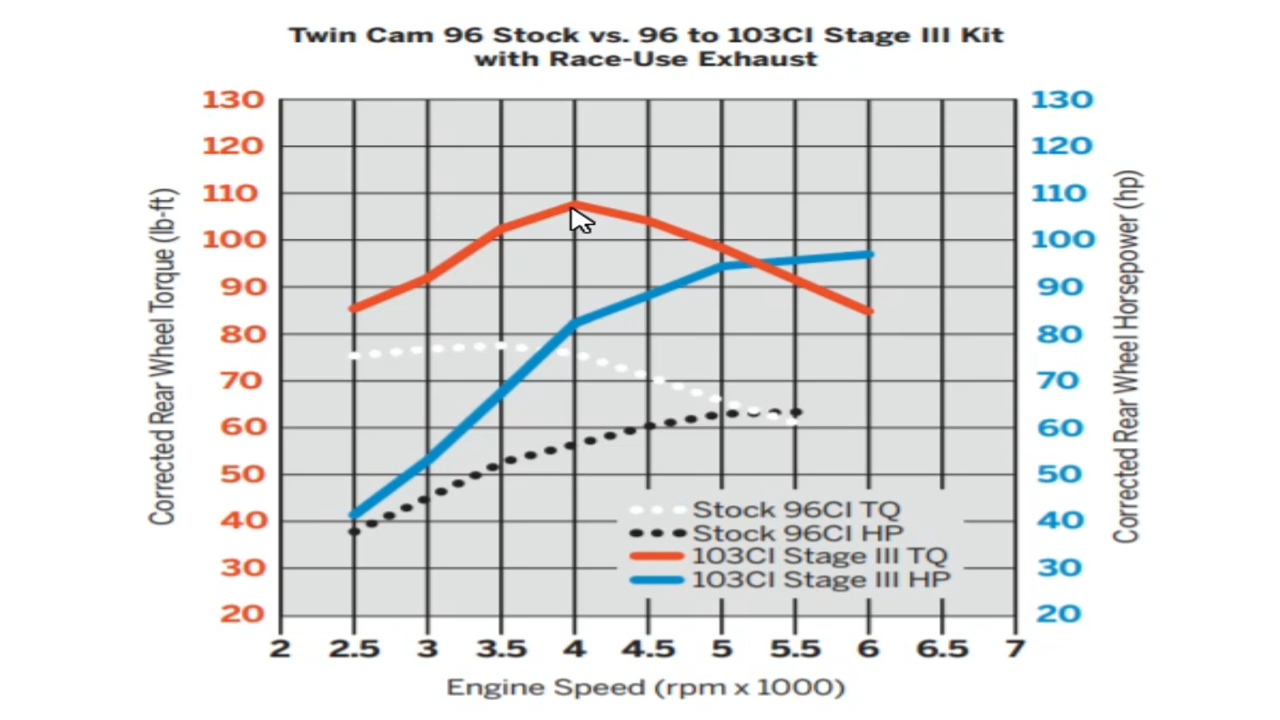 Twin Cam 96 Stock vs. 96 to 103CI Stage III Kit
with Race-Use Exhaust
Corrected Rear Wheel Torque (lb-ft)
130
120
110
100
90
80
70
60
50
40
30
20
130
120
110
100
90
80
70
60
50
40
30
20
Corrected Rear Wheel Horsepower (hp)
Stock 96CI TQ
Stock 96CI HP
103CI Stage III TQ
103CI Stage III HP
2 2.5 3 3.5 4 4.5 5 5.5 6 6.5 7
Engine Speed (rpm x 1000)